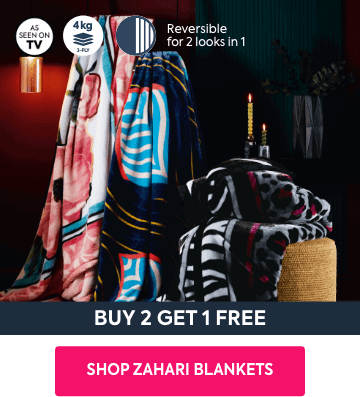 AS
SEEN ON
TV
4kg
3-PLY
Reversible
for 2 looks in 1
BUY 2 GET 1 FREE
SHOP ZAHARI BLANKETS